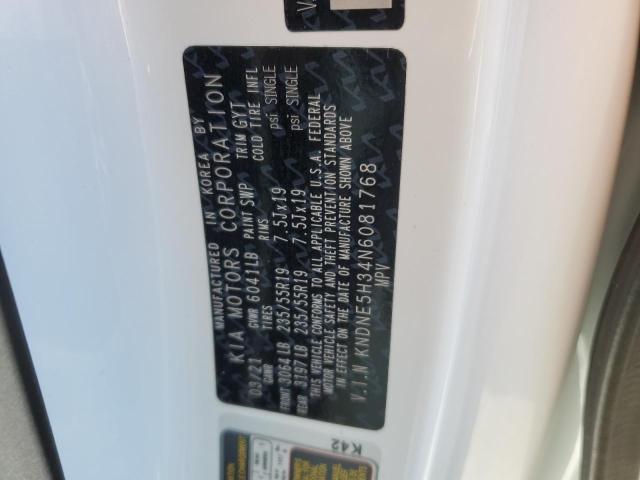 MANUFACTURED IN KOREA BY
KIA MOTORS CORPORATION
03/21 GVWR 6041LB PAINT SWP TRIM GYT
GAWR TIRES RIMS COLD TIRE INFL
FRONT 3064LB 235/55R19 7.5Jx19 psi SINGLE
REAR 3197LB 235/55R19 7.5Jx19 psi SINGLE
THIS VEHICLE CONFORMS TO ALL APPLICABLE U.S.A. FEDERAL
MOTOR VEHICLE SAFETY AND THEFT PREVENTION STANDARDS
IN EFFECT ON THE DATE OF MANUFACTURE SHOWN ABOVE
V.I.N KNDNE5H34N6081768
MPV
K42